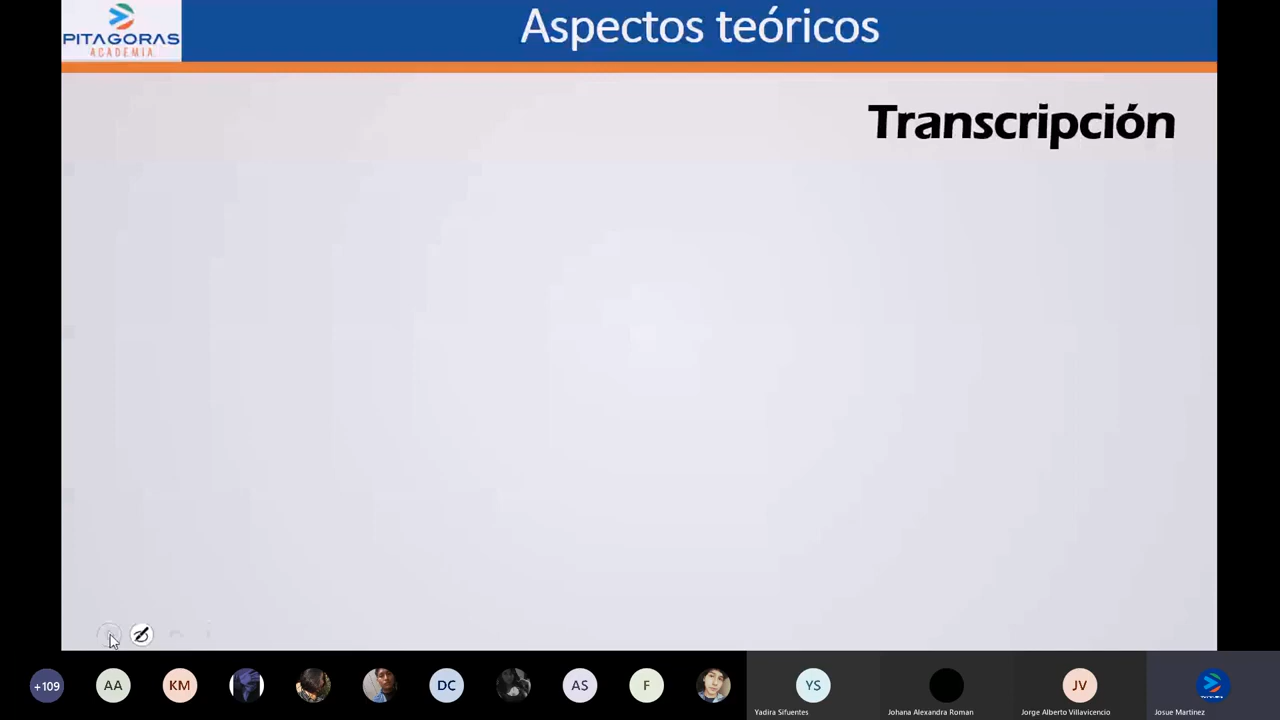 PITAGORAS
ACADEMIA
Aspectos teóricos
Transcripción
+109
AA
KM
DC
AS
F
YS
JV
Yadira Sifuentes
Johana Alexandra Roman
Jorge Alberto Villavicencio
Josue Martinez